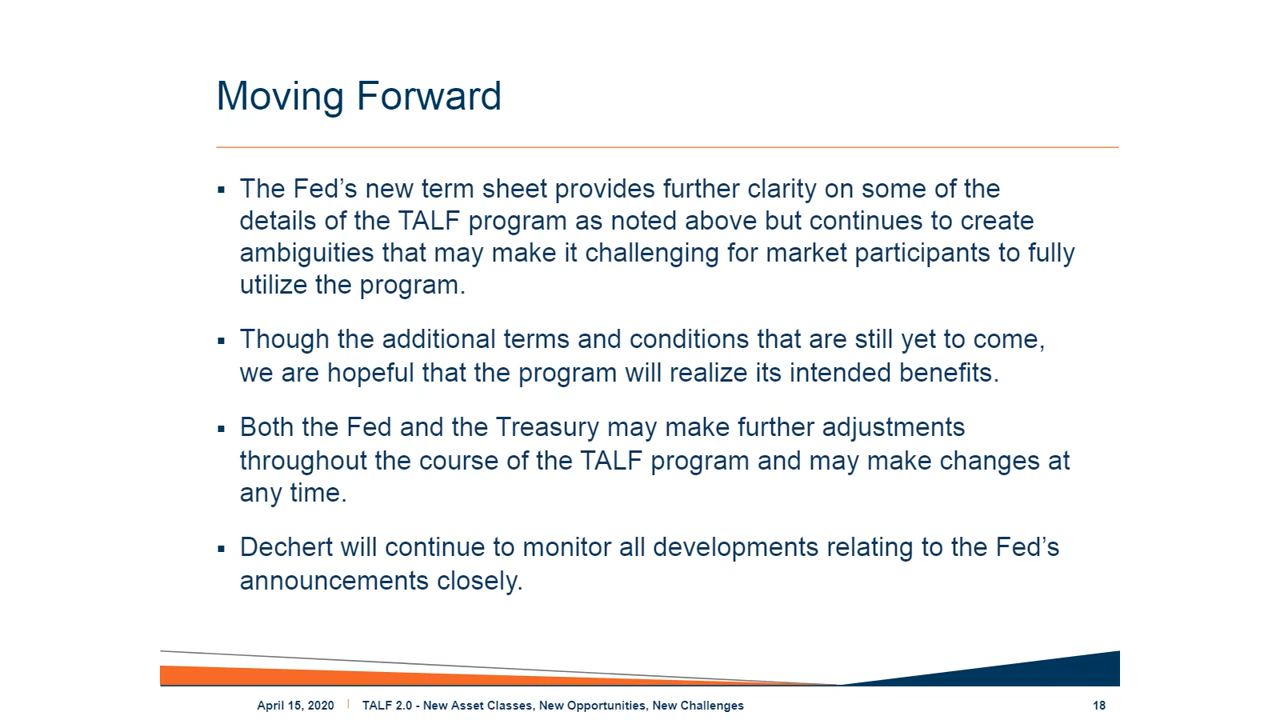 Moving Forward
▪ The Fed’s new term sheet provides further clarity on some of the
details of the TALF program as noted above but continues to create
ambiguities that may make it challenging for market participants to fully
utilize the program.
▪ Though the additional terms and conditions that are still yet to come,
we are hopeful that the program will realize its intended benefits.
▪ Both the Fed and the Treasury may make further adjustments
throughout the course of the TALF program and may make changes at
any time.
▪ Dechert will continue to monitor all developments relating to the Fed’s
announcements closely.
April 15, 2020 | TALF 2.0 - New Asset Classes, New Opportunities, New Challenges 18